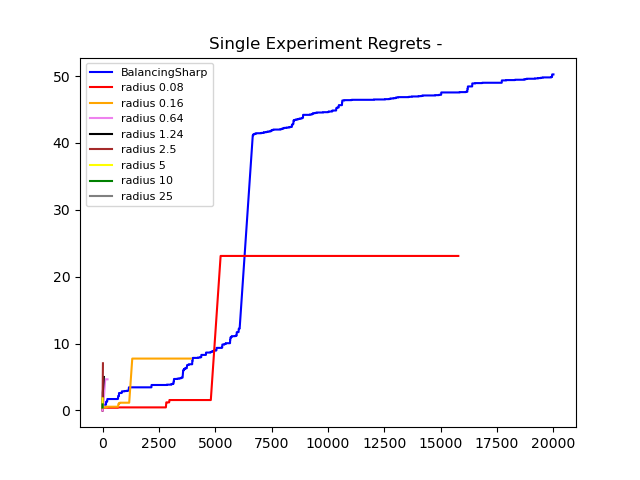 Single Experiment Regrets -
BalancingSharp
radius 0.08
radius 0.16
radius 0.64
radius 1.24
radius 2.5
radius 5
radius 10
radius 25
50
40
30
20
10
0
0 2500 5000 7500 10000 12500 15000 17500 20000